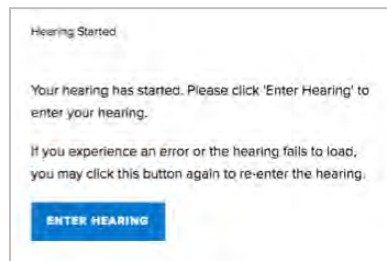 Hearing Started
Your hearing has started. Please click 'Enter Hearing' to
enter your hearing.
If you experience an error or the hearing fails to load,
you may click this button again to re-enter the hearing.
ENTER HEARING